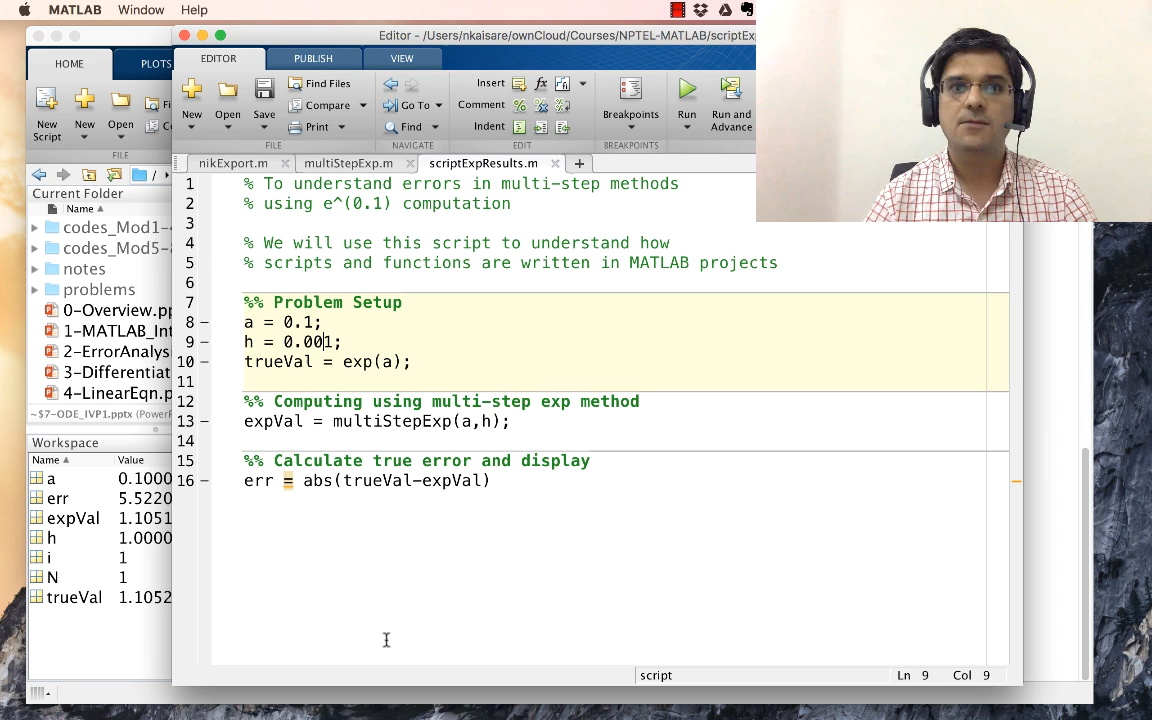 MATLAB Window Help
Editor - /Users/nkaisare/ownCloud/Courses/NPTEL-MATLAB/scriptExp
HOME PLOTS
EDITOR PUBLISH VIEW
New Script
New
Open
FILE
New
Open
Save
Find Files
Compare
Print
FILE
Go To
Find
NAVIGATE
Insert
Comment
Indent
EDIT
Breakpoints
BREAKPOINTS
Run
Run and Advance
nikExport.m multiStepExp.m scriptExpResults.m
Current Folder
Name
codes_Mod1-
codes_Mod5-
notes
problems
0-Overview.pp
1-MATLAB_Int
2-ErrorAnalys
3-Differentiat
4-LinearEqn.p
~$7-ODE_IVP1.pptx (Power
Workspace
Name Value
a 0.1000
err 5.5220
expVal 1.1051
h 1.0000
i 1
N 1
trueVal 1.1052
1 % To understand errors in multi-step methods
2 % using e^(0.1) computation
3
4 % We will use this script to understand how
5 % scripts and functions are written in MATLAB projects
6
7 %% Problem Setup
8 – a = 0.1;
9 – h = 0.001;
10 – trueVal = exp(a);
11
12 %% Computing using multi-step exp method
13 – expVal = multiStepExp(a,h);
14
15 %% Calculate true error and display
16 – err = abs(trueVal-expVal)
script Ln 9 Col 9